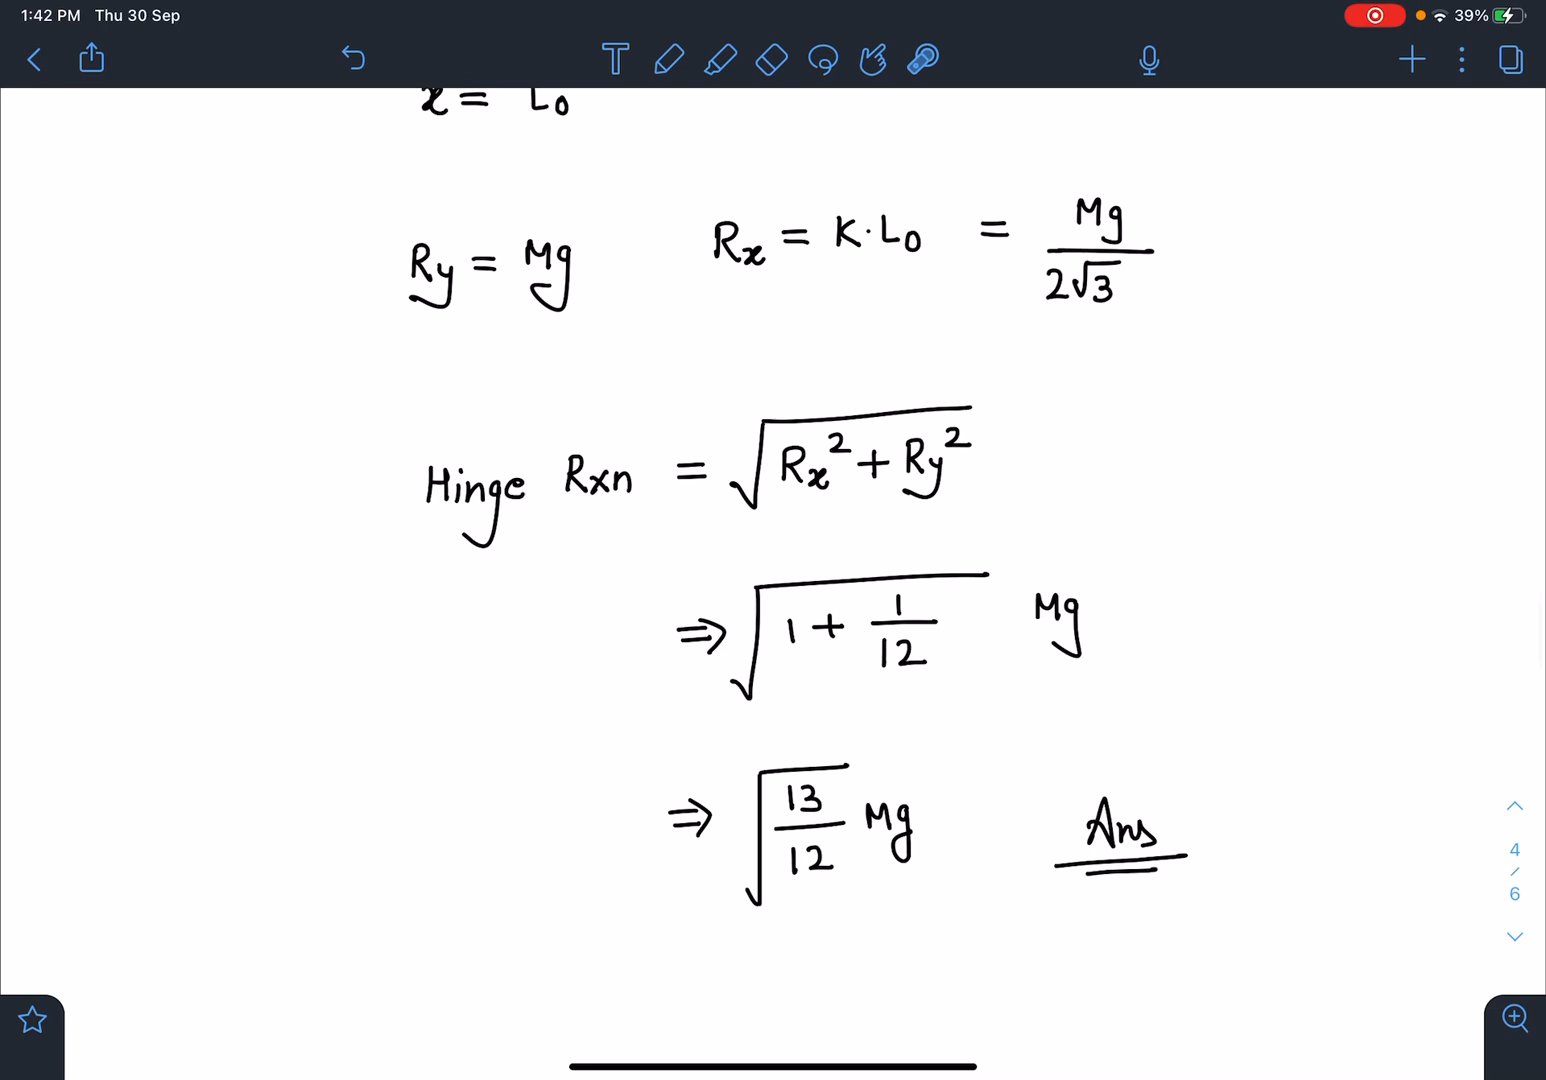 1:42 PM Thu 30 Sep 39%
T
x = L₀
Ry = Mg Rx = K·L₀ = Mg / 2√3
Hinge Rxn = √(Rx² + Ry²)
⇒ √(1 + 1/12) Mg
⇒ √(13/12) Mg Ans
4 / 6